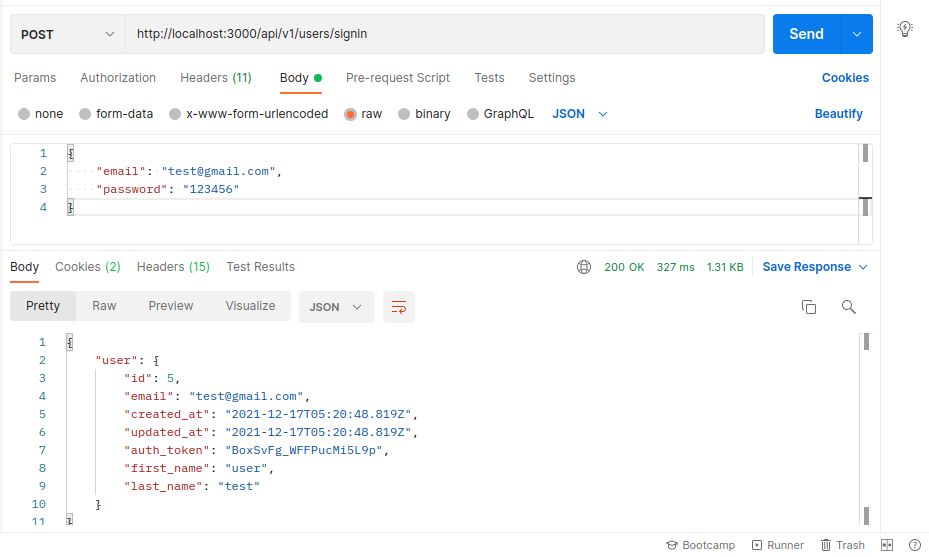 POST http://localhost:3000/api/v1/users/signin Send
Params Authorization Headers (11) Body Pre-request Script Tests Settings Cookies
none form-data x-www-form-urlencoded raw binary GraphQL JSON Beautify
1 {
2 "email": "test@gmail.com",
3 "password": "123456"
4 }
Body Cookies (2) Headers (15) Test Results 200 OK 327 ms 1.31 KB Save Response
Pretty Raw Preview Visualize JSON
1 {
2 "user": {
3 "id": 5,
4 "email": "test@gmail.com",
5 "created_at": "2021-12-17T05:20:48.819Z",
6 "updated_at": "2021-12-17T05:20:48.819Z",
7 "auth_token": "BoxSvFg_WFFPucMi5L9p",
8 "first_name": "user",
9 "last_name": "test"
10 }
11 }
Bootcamp Runner Trash